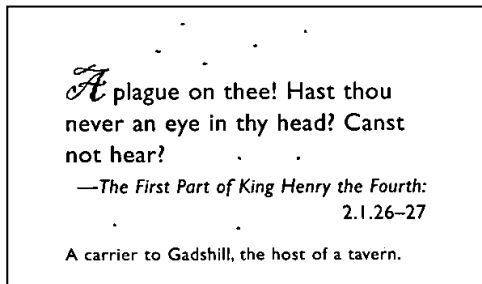 A plague on thee! Hast thou
never an eye in thy head? Canst
not hear?
—The First Part of King Henry the Fourth:
2.1.26–27
A carrier to Gadshill, the host of a tavern.